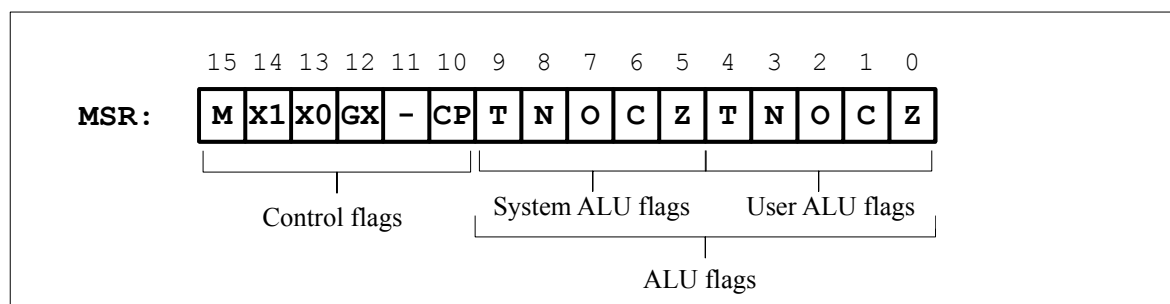 15 14 13 12 11 10 9 8 7 6 5 4 3 2 1 0
MSR: M X1 X0 GX - CP T N O C Z T N O C Z
Control flags System ALU flags User ALU flags
ALU flags